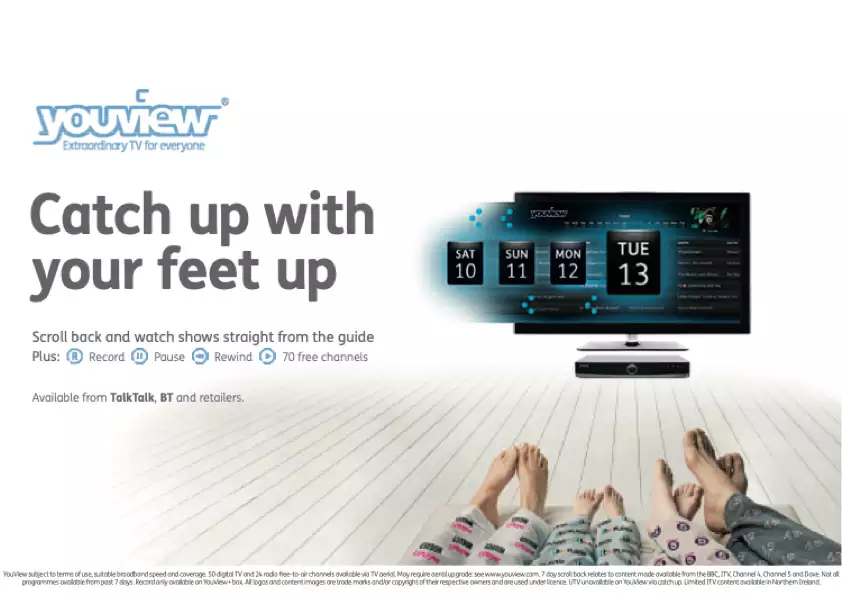 youview®
Extraordinary TV for everyone
Catch up with
your feet up
Scroll back and watch shows straight from the guide
Plus: R Record Pause Rewind 70 free channels
Available from TalkTalk, BT and retailers.
youview
SAT
10
SUN
11
MON
12
TUE
13
YouView subject to terms of use, suitable broadband speed and coverage. 50 digital TV and 24 radio free-to-air channels available via TV aerial. May require aerial upgrade: see www.youview.com. 7 day scroll back relates to content made available from the BBC, ITV, Channel 4, Channel 5 and Dave. Not all
programmes available from past 7 days. Record only available on YouView+ box. All logos and content images are trade marks and/or copyright of their respective owners and are used under licence. UTV unavailable on YouView via catch up. Limited ITV content available in Northern Ireland.